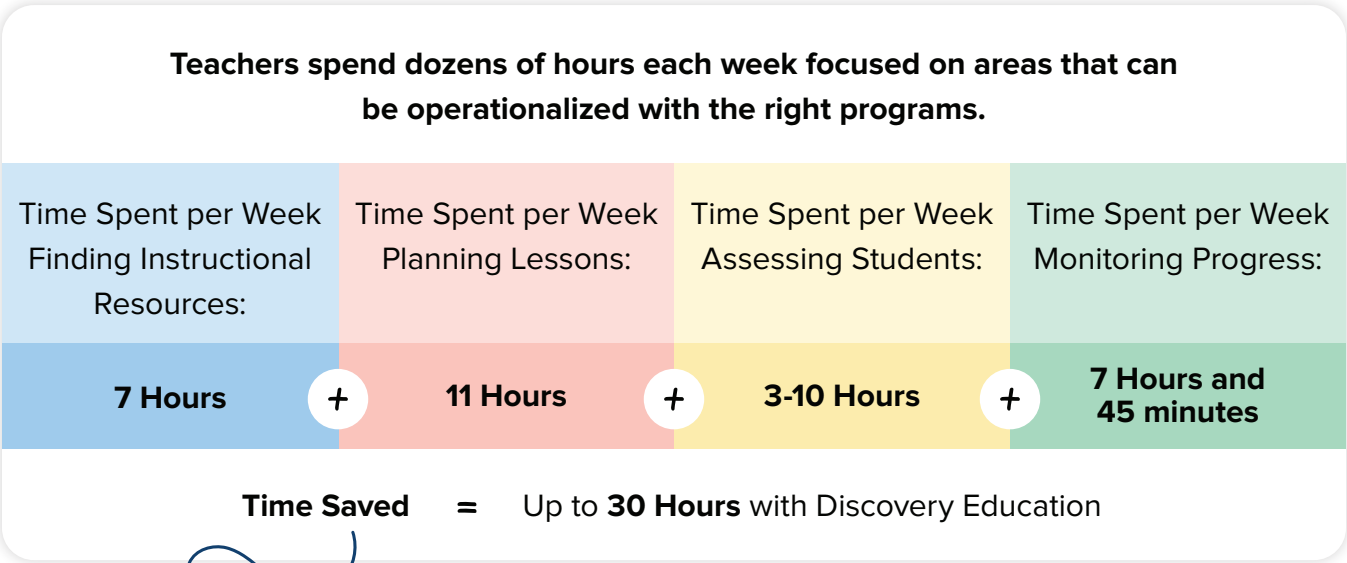 Teachers spend dozens of hours each week focused on areas that can
be operationalized with the right programs.
Time Spent per Week
Finding Instructional
Resources:
7 Hours
+
Time Spent per Week
Planning Lessons:
11 Hours
+
Time Spent per Week
Assessing Students:
3-10 Hours
+
Time Spent per Week
Monitoring Progress:
7 Hours and
45 minutes
Time Saved = Up to 30 Hours with Discovery Education